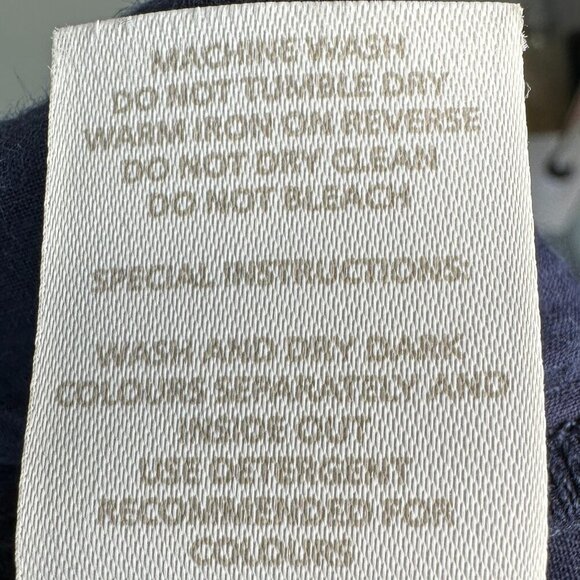 MACHINE WASH
DO NOT TUMBLE DRY
WARM IRON ON REVERSE
DO NOT DRY CLEAN
DO NOT BLEACH
SPECIAL INSTRUCTIONS:
WASH AND DRY DARK
COLOURS SEPARATELY AND
INSIDE OUT
USE DETERGENT
RECOMMENDED FOR
COLOURS